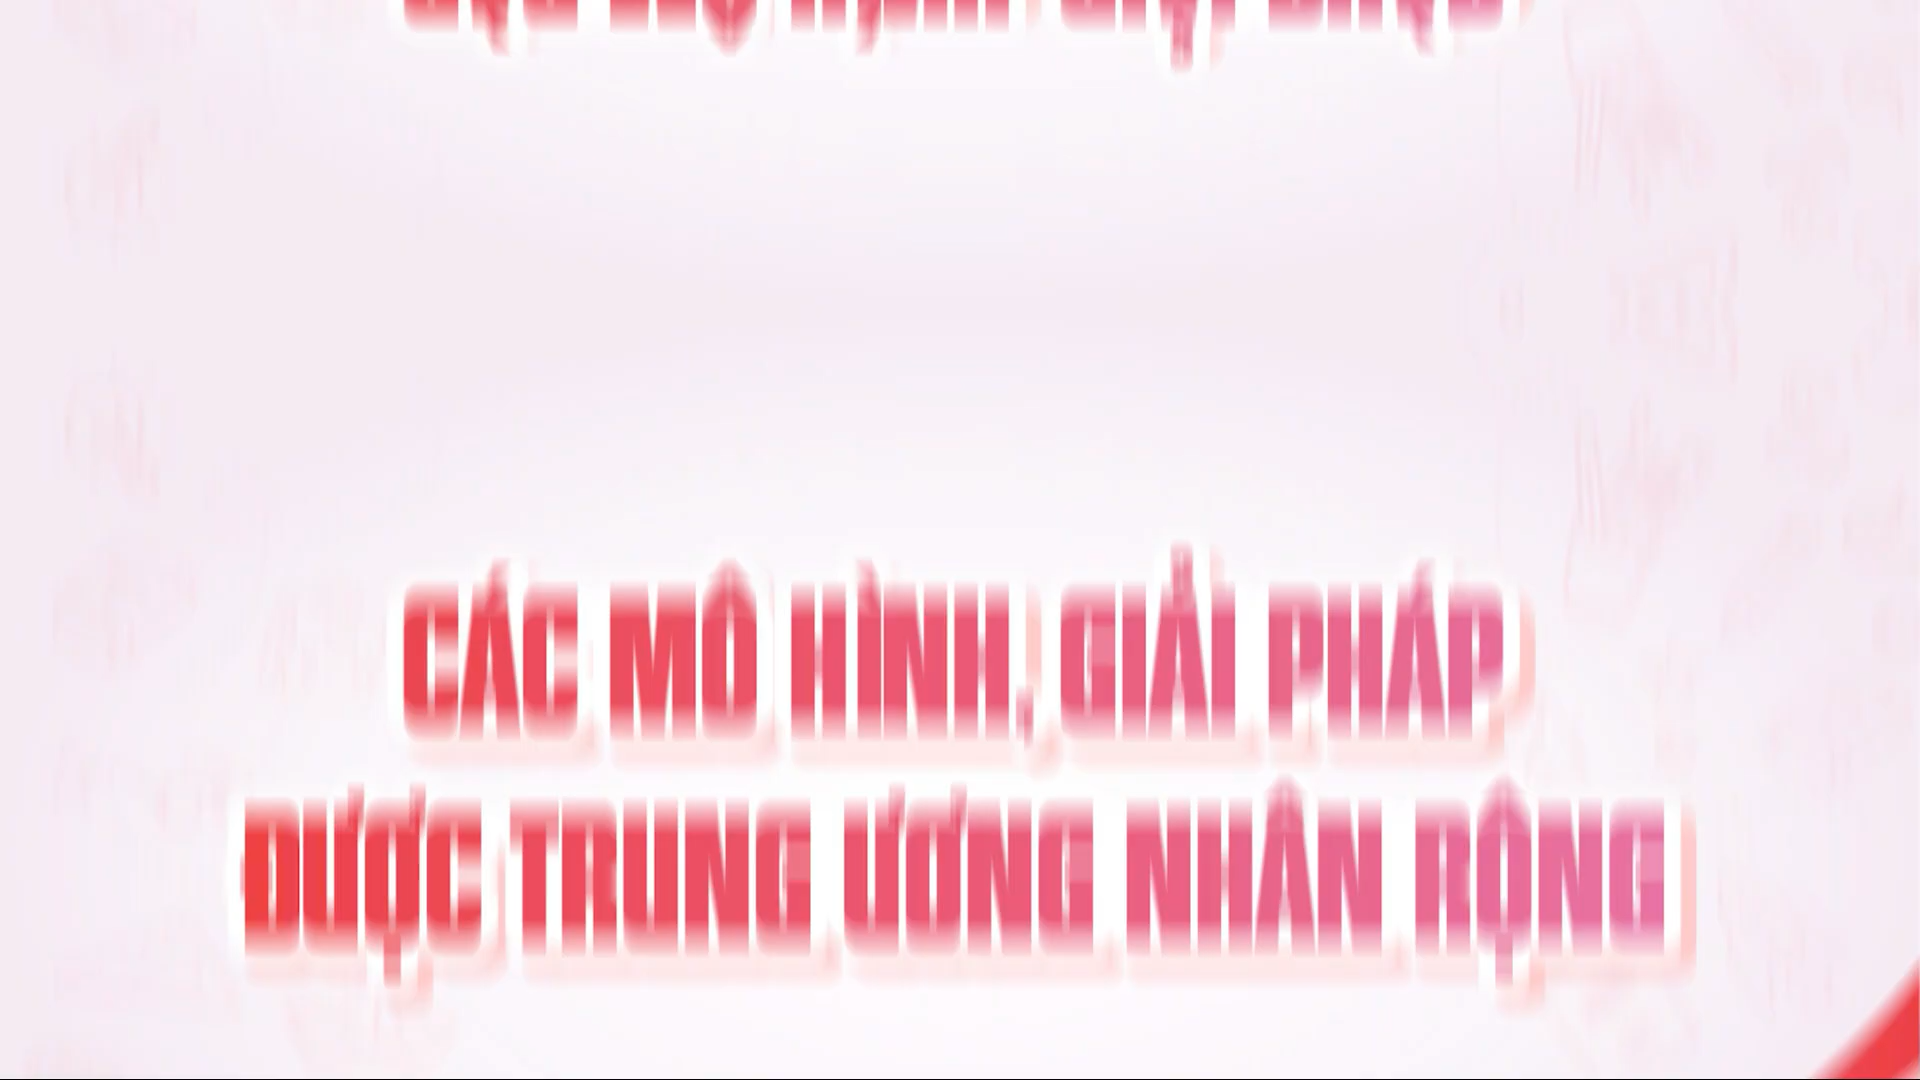 CÁC MÔ HÌNH, GIẢI PHÁP
ĐƯỢC TRUNG ƯƠNG NHÂN RỘNG